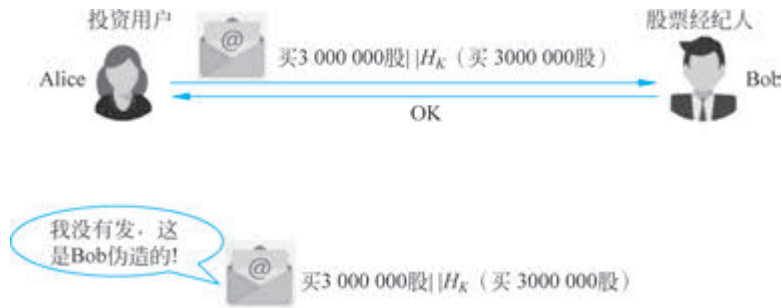 投资用户
股票经纪人
@
买3 000 000股||H_K（买 3000 000股）
Alice
Bob
OK
我没有发，这
是Bob伪造的!
@
买3 000 000股||H_K（买 3000 000股）